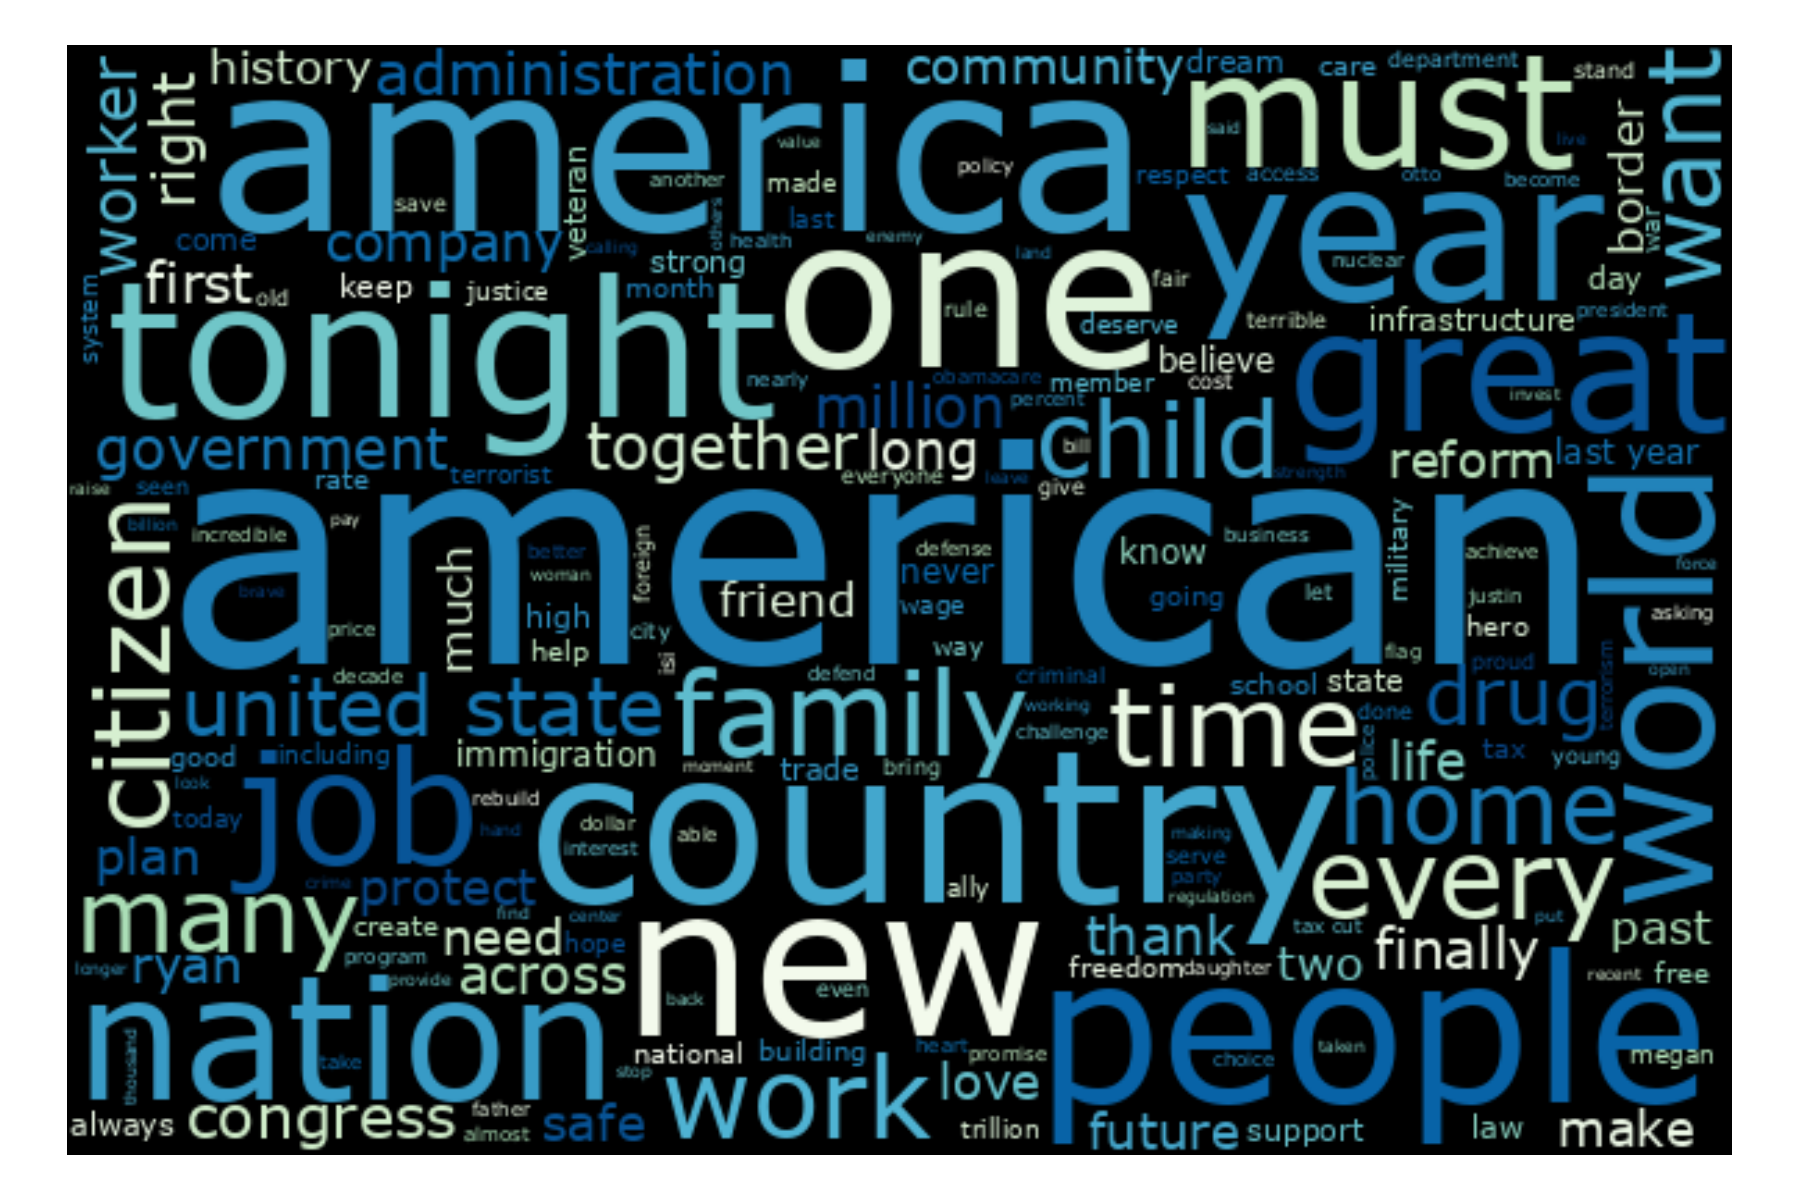 history
administration
community
dream
care
department
stand
worker
right
america
must
want
value
said
live
policy
border
another
made
respect
access
otto
become
save
veteran
year
last
others
war
come
company
calling
health
enemy
land
strong
one
nuclear
first
old
keep
justice
month
fair
day
system
tonight
rule
deserve
terrible
infrastructure
president
believe
great
nearly
obamacare
member
cost
million
percent
invest
child
government
together
long
bill
reform
last year
terrorist
everyone
leave
strength
raise
seen
rate
give
citizen
american
world
billion
incredible
pay
much
better
foreign
defense
know
business
military
achieve
woman
never
force
brave
friend
going
let
justin
high
wage
asking
price
city
hero
help
way
isi
flag
decade
defend
criminal
proud
open
united state
family
school
state
drug
terrorism
working
time
done
challenge
police
good
including
immigration
life
tax
young
look
moment
trade
bring
job
country
home
rebuild
today
hand
dollar
able
making
plan
interest
serve
every
crime
protect
ally
party
regulation
many
find
center
new
tax cut
put
past
create
need
hope
thank
finally
program
longer
ryan
across
freedom
daughter
two
recent
free
provide
even
nation
back
people
thousand
take
national
building
heart
promise
choice
taken
megan
stop
work
love
always
congress
father
almost
safe
trillion
future
support
law
make